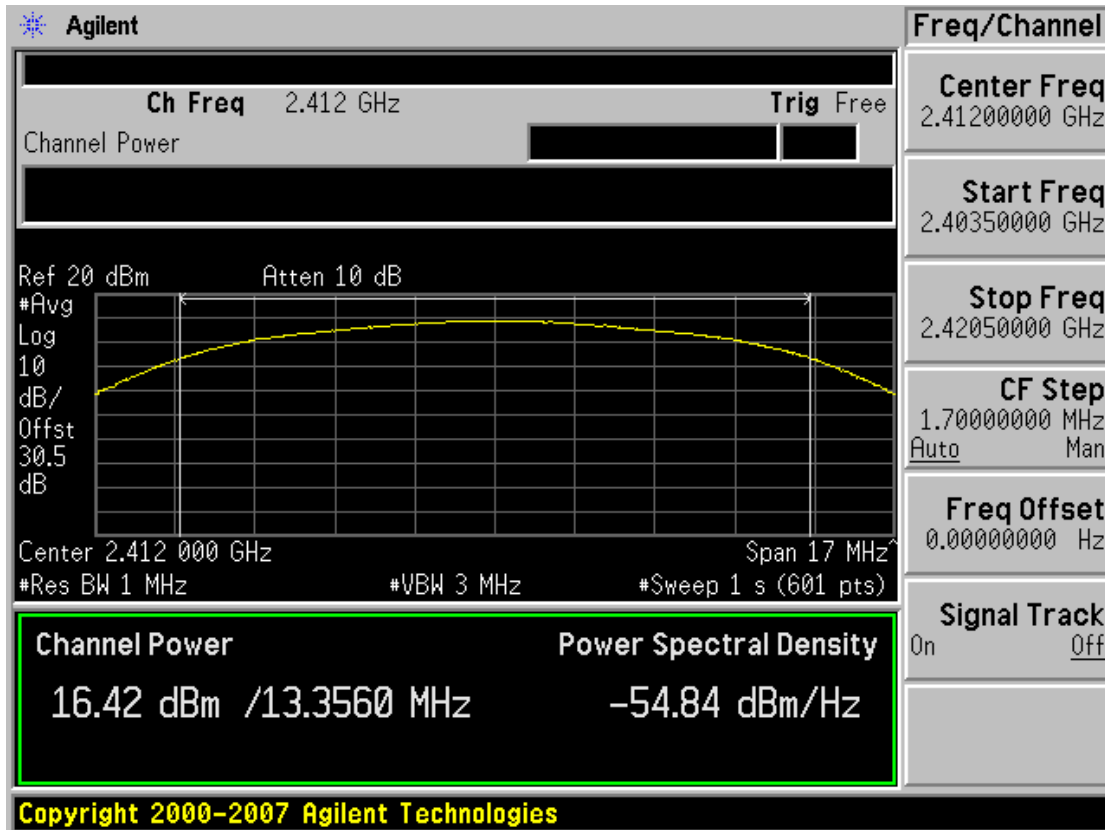 Agilent
Freq/Channel
Ch Freq 2.412 GHz Trig Free
Channel Power
Center Freq
2.41200000 GHz
Start Freq
2.40350000 GHz
Stop Freq
2.42050000 GHz
CF Step
1.70000000 MHz
Auto Man
Freq Offset
0.00000000 Hz
Signal Track
On Off
Ref 20 dBm Atten 10 dB
#Avg
Log
10
dB/
Offst
30.5
dB
Center 2.412 000 GHz Span 17 MHz^
#Res BW 1 MHz #VBW 3 MHz #Sweep 1 s (601 pts)
Channel Power Power Spectral Density
16.42 dBm /13.3560 MHz -54.84 dBm/Hz
Copyright 2000-2007 Agilent Technologies